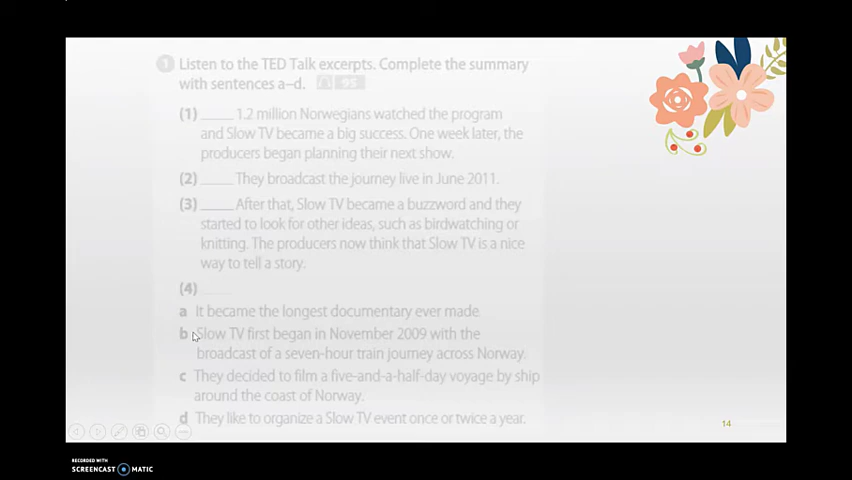 1 Listen to the TED Talk excerpts. Complete the summary
with sentences a–d. 95
(1) _____ 1.2 million Norwegians watched the program
and Slow TV became a big success. One week later, the
producers began planning their next show.
(2) _____ They broadcast the journey live in June 2011.
(3) _____ After that, Slow TV became a buzzword and they
started to look for other ideas, such as birdwatching or
knitting. The producers now think that Slow TV is a nice
way to tell a story.
(4) _____
a It became the longest documentary ever made
b Slow TV first began in November 2009 with the
broadcast of a seven-hour train journey across Norway.
c They decided to film a five-and-a-half-day voyage by ship
around the coast of Norway.
d They like to organize a Slow TV event once or twice a year.
14
RECORDED WITH
SCREENCAST MATIC